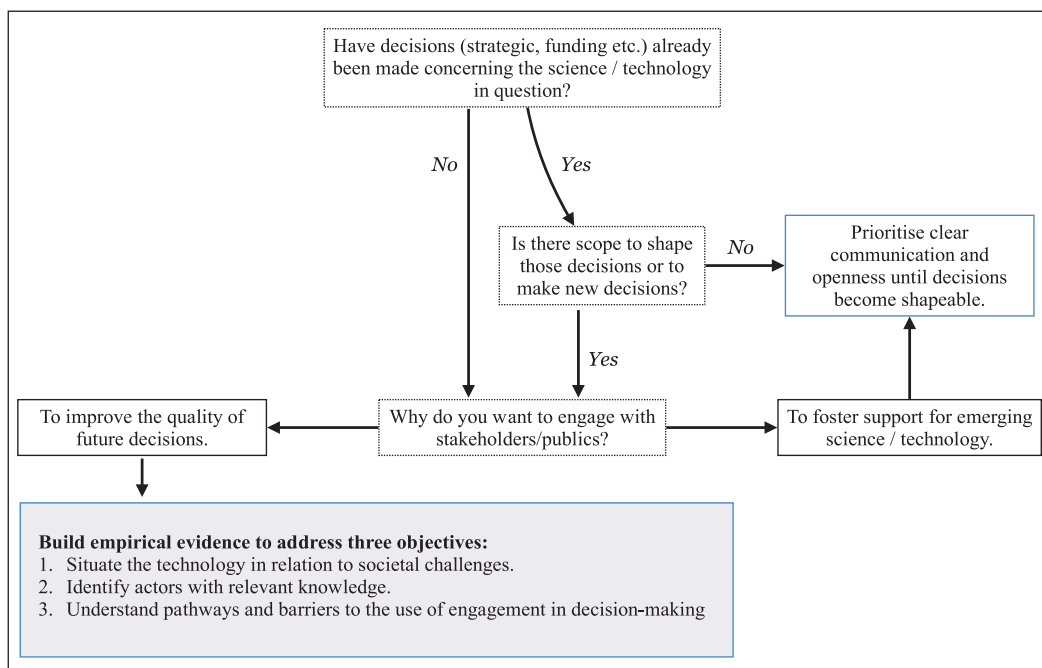 Have decisions (strategic, funding etc.) already
been made concerning the science / technology
in question?
No
Yes
Is there scope to shape
those decisions or to
make new decisions?
No
Prioritise clear
communication and
openness until decisions
become shapeable.
Yes
To improve the quality of
future decisions.
Why do you want to engage with
stakeholders/publics?
To foster support for emerging
science / technology.
Build empirical evidence to address three objectives:
1. Situate the technology in relation to societal challenges.
2. Identify actors with relevant knowledge.
3. Understand pathways and barriers to the use of engagement in decision-making